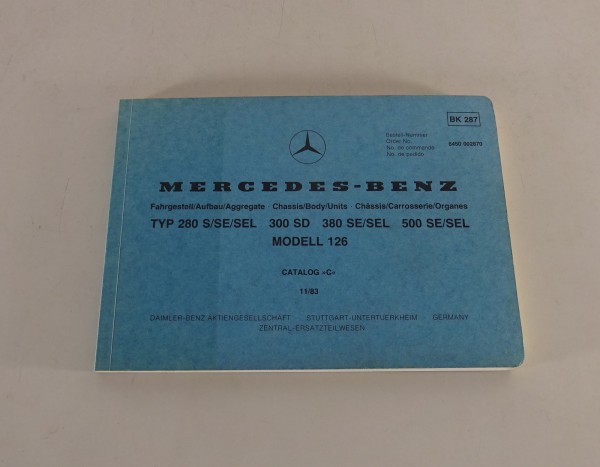 BK 287
Bestell-Nummer
Order No.
No. de commande
No. de pedido
6450 002870
MERCEDES-BENZ
Fahrgestell/Aufbau/Aggregate · Chassis/Body/Units · Châssis/Carrosserie/Organes
TYP 280 S/SE/SEL 300 SD 380 SE/SEL 500 SE/SEL
MODELL 126
CATALOG »C«
11/83
DAIMLER-BENZ AKTIENGESELLSCHAFT · STUTTGART-UNTERTUERKHEIM · GERMANY
ZENTRAL-ERSATZTEILWESEN